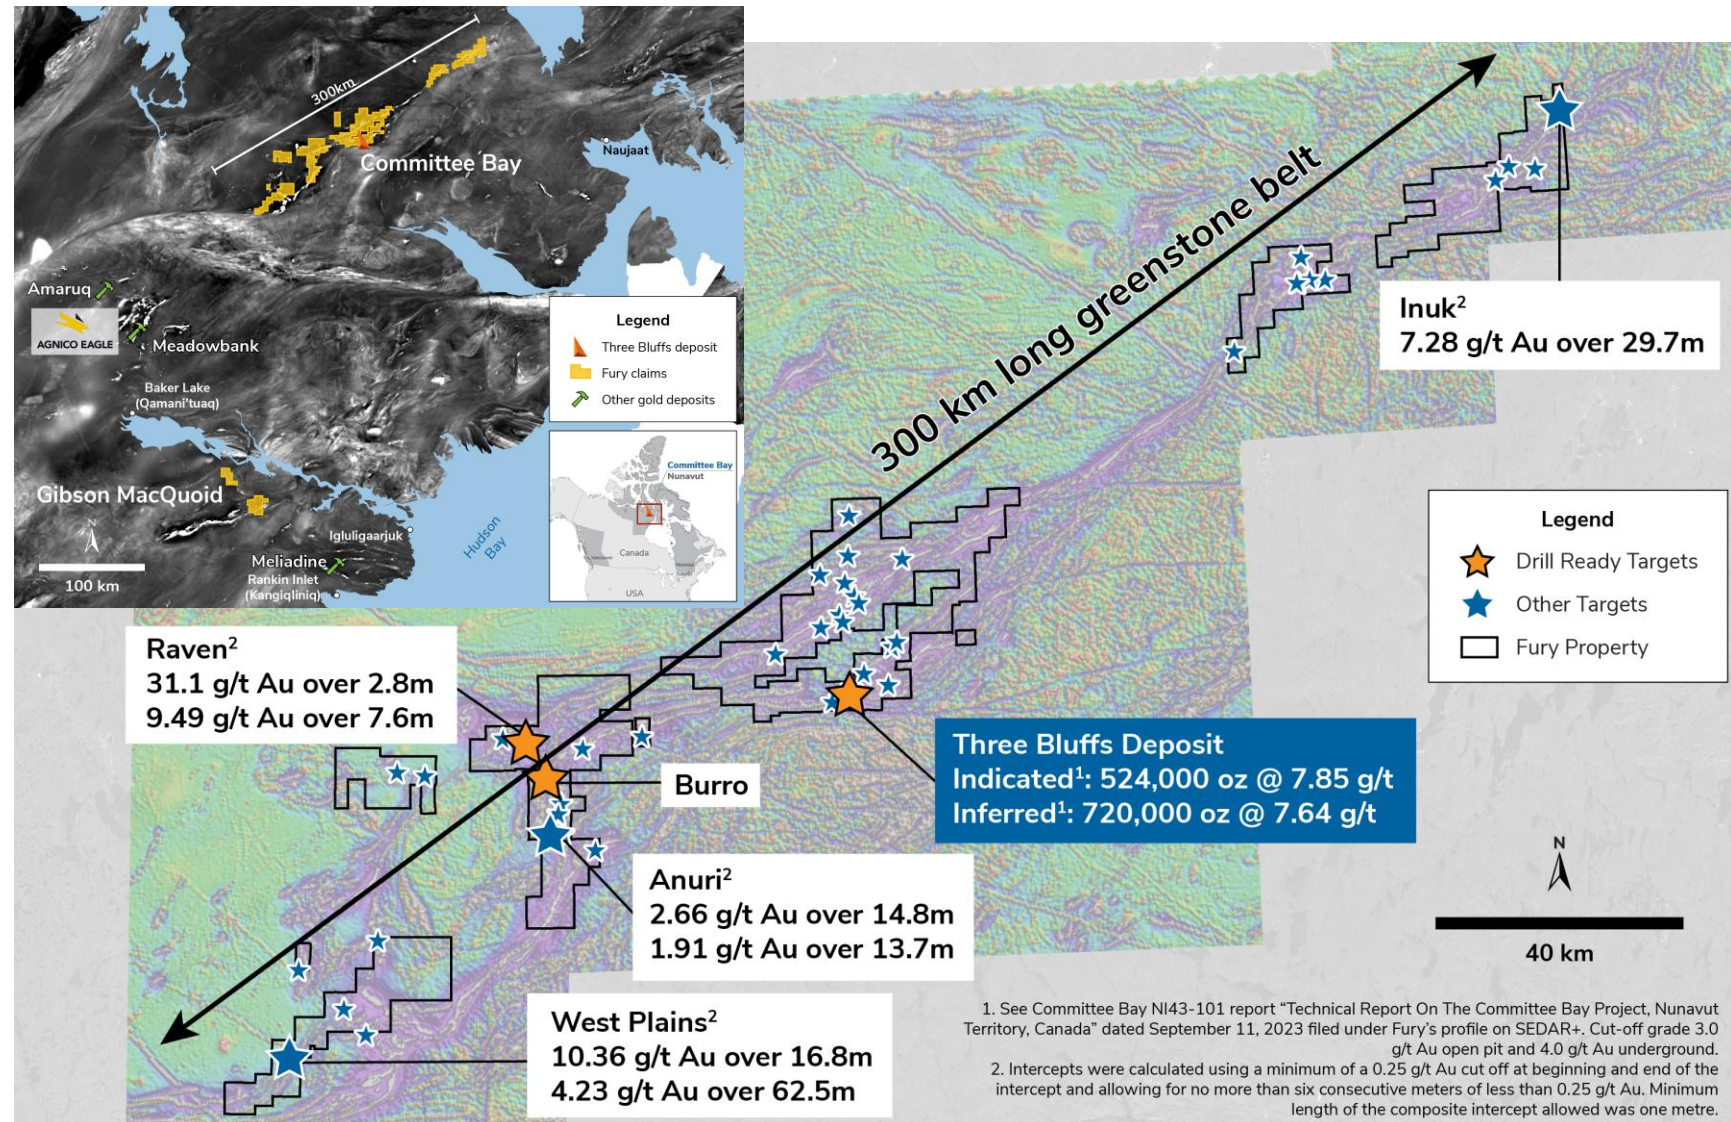 300km
Committee Bay
Naujaat
Amaruq
AGNICO EAGLE
Meadowbank
Baker Lake
(Qamani'tuaq)
Gibson MacQuoid
N
100 km
Igluligaarjuk
Meliadine
Rankin Inlet
(Kangiqliniq)
Hudson
Bay
Legend
Three Bluffs deposit
Fury claims
Other gold deposits
Committee Bay
Nunavut
Canada
USA
300 km long greenstone belt
Inuk²
7.28 g/t Au over 29.7m
Legend
Drill Ready Targets
Other Targets
Fury Property
Raven²
31.1 g/t Au over 2.8m
9.49 g/t Au over 7.6m
Burro
Three Bluffs Deposit
Indicated¹: 524,000 oz @ 7.85 g/t
Inferred¹: 720,000 oz @ 7.64 g/t
Anuri²
2.66 g/t Au over 14.8m
1.91 g/t Au over 13.7m
West Plains²
10.36 g/t Au over 16.8m
4.23 g/t Au over 62.5m
N
40 km
1. See Committee Bay NI43-101 report “Technical Report On The Committee Bay Project, Nunavut
Territory, Canada” dated September 11, 2023 filed under Fury’s profile on SEDAR+. Cut-off grade 3.0
g/t Au open pit and 4.0 g/t Au underground.
2. Intercepts were calculated using a minimum of a 0.25 g/t Au cut off at beginning and end of the
intercept and allowing for no more than six consecutive meters of less than 0.25 g/t Au. Minimum
length of the composite intercept allowed was one metre.